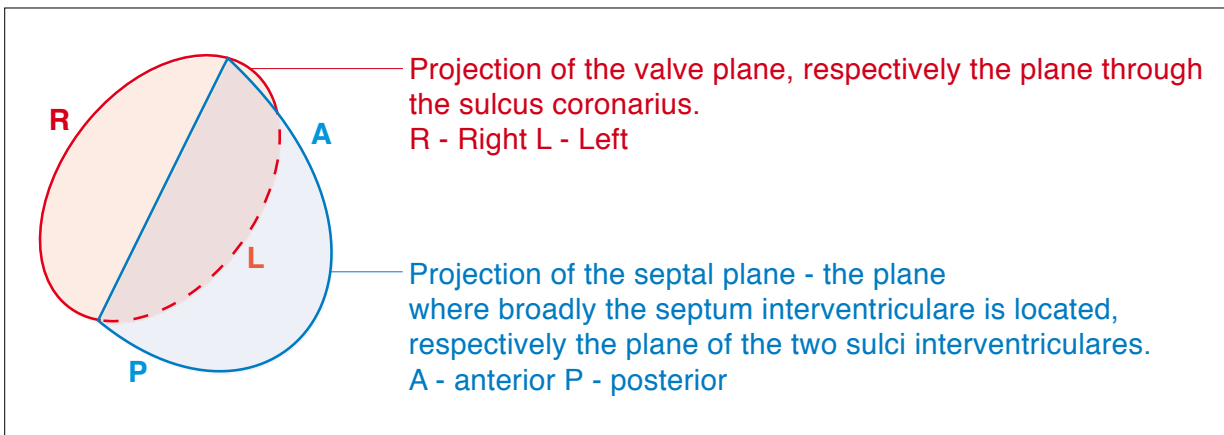 R
A
L
P
Projection of the valve plane, respectively the plane through
the sulcus coronarius.
R - Right L - Left
Projection of the septal plane - the plane
where broadly the septum interventriculare is located,
respectively the plane of the two sulci interventriculares.
A - anterior P - posterior